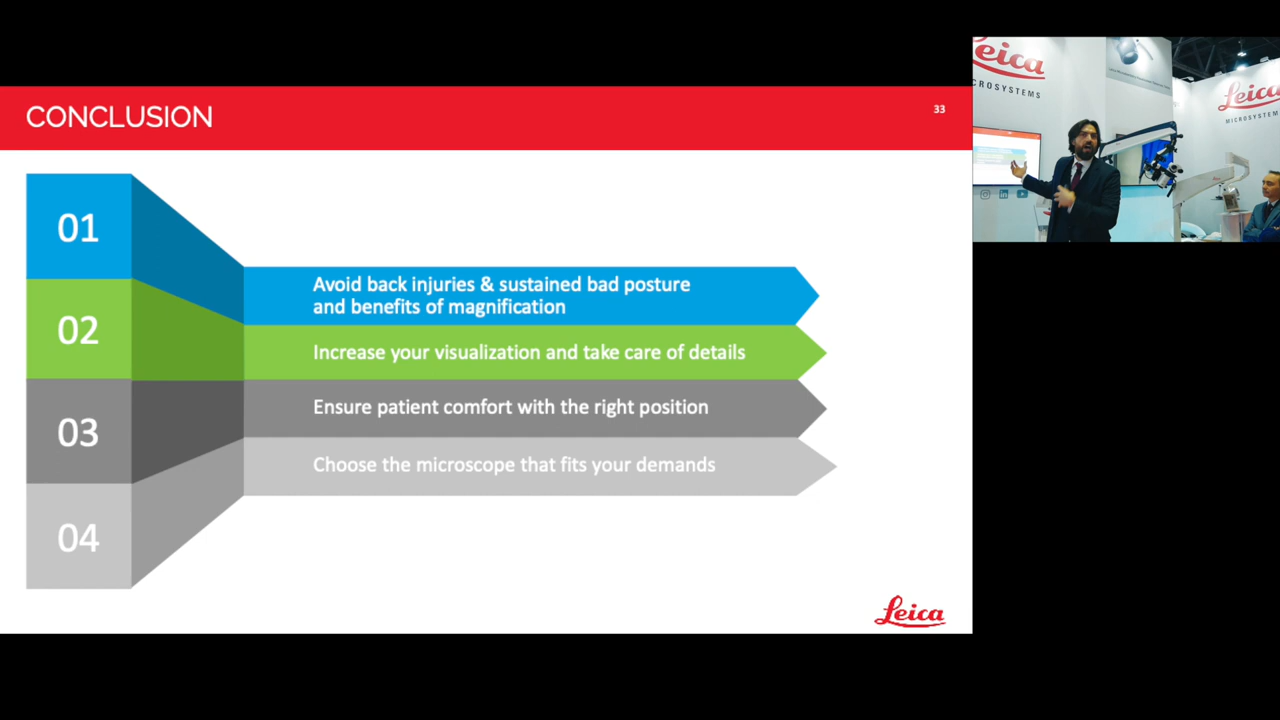 CONCLUSION
33
01
02
03
04
Avoid back injuries & sustained bad posture
and benefits of magnification
Increase your visualization and take care of details
Ensure patient comfort with the right position
Choose the microscope that fits your demands
Leica
Leica
MICROSYSTEMS
Leica
MICROSYSTEMS